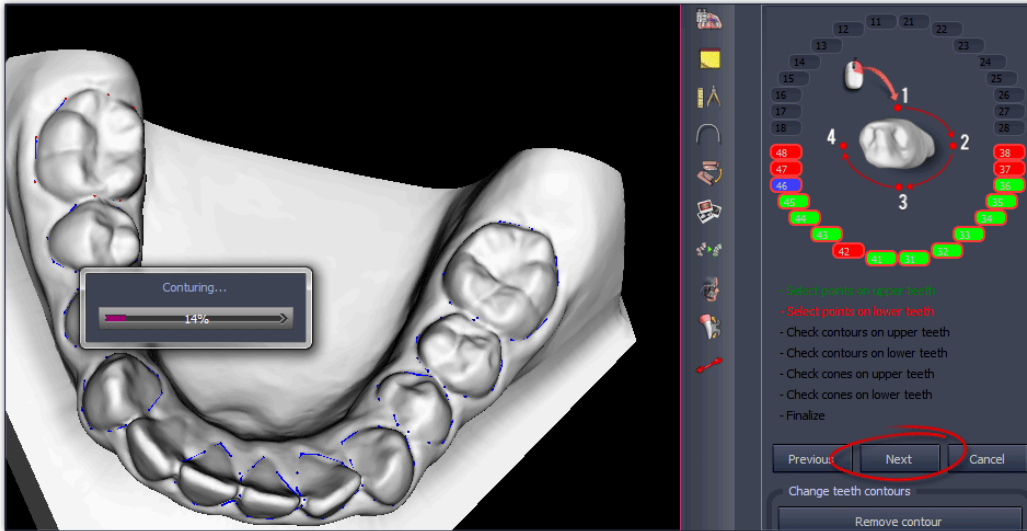 Conturing...
14%
11 21
12 22
13 23
14 24
15 25
16 26
17 27
18 28
1
2
3
4
48 38
47 37
46 36
45 35
44 34
43 33
42 32
41 31
- Select points on upper teeth
- Select points on lower teeth
- Check contours on upper teeth
- Check contours on lower teeth
- Check cones on upper teeth
- Check cones on lower teeth
- Finalize
Previous Next Cancel
Change teeth contours
Remove contour